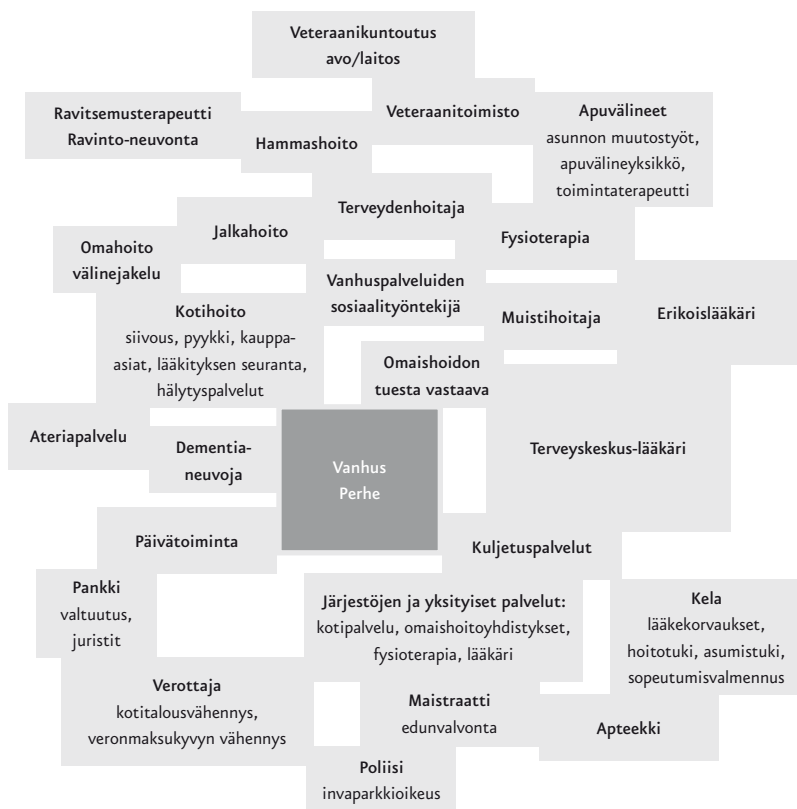 Veteraanikuntoutus
avo/laitos
Ravitsemusterapeutti
Ravinto-neuvonta
Hammashoito
Veteraanitoimisto
Apuvälineet
asunnon muutostyöt,
apuvälineyksikkö,
toimintaterapeutti
Terveydenhoitaja
Jalkahoito
Fysioterapia
Omahoito
välinejakelu
Vanhuspalveluiden
sosiaalityöntekijä
Muistihoitaja
Erikoislääkäri
Kotihoito
siivous, pyykki, kauppa-
asiat, lääkityksen seuranta,
hälytyspalvelut
Omaishoidon
tuesta vastaava
Ateriapalvelu
Dementia-
neuvoja
Vanhus
Perhe
Terveyskeskus-lääkäri
Päivätoiminta
Kuljetuspalvelut
Pankki
valtuutus,
juristit
Järjestöjen ja yksityiset palvelut:
kotipalvelu, omaishoitoyhdistykset,
fysioterapia, lääkäri
Kela
lääkekorvaukset,
hoitotuki, asumistuki,
sopeutumisvalmennus
Verottaja
kotitalousvähennys,
veronmaksukyvyn vähennys
Maistraatti
edunvalvonta
Apteekki
Poliisi
invaparkkioikeus